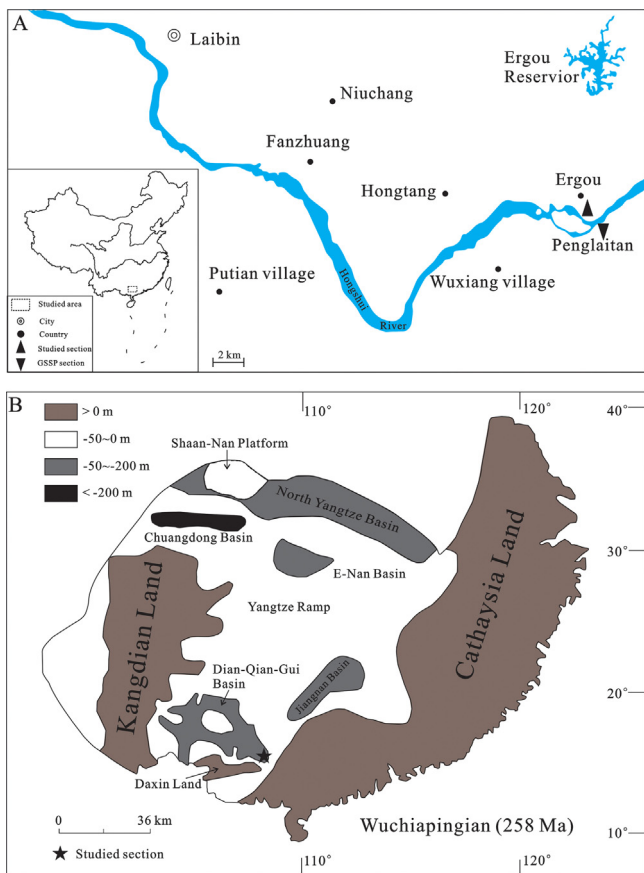 A
Laibin
Ergou
Reservior
Niuchang
Fanzhuang
Hongtang
Ergou
Penglaitan
Wuxiang village
Putian village
Hongshui
River
2 km
Studied area
City
Country
Studied section
GSSP section
B
110°
120°
40°
> 0 m
-50~0 m
-50~-200 m
< -200 m
Shaan-Nan Platform
North Yangtze Basin
Chuangdong Basin
E-Nan Basin
30°
Yangtze Ramp
Kangdian Land
Cathaysia Land
Dian-Qian-Gui
Basin
Jiangnan Basin
20°
Daxin Land
0
36 km
Wuchiapingian (258 Ma)
10°
Studied section
110°
120°